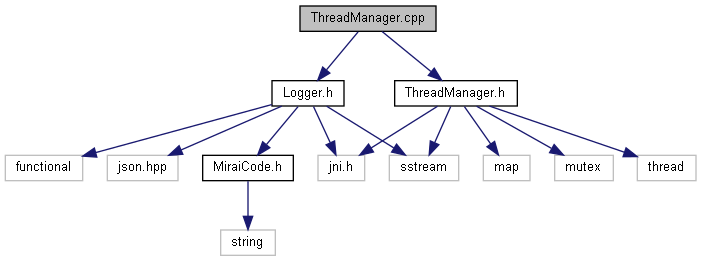 ThreadManager.cpp
Logger.h
ThreadManager.h
functional
json.hpp
MiraiCode.h
jni.h
sstream
map
mutex
thread
string